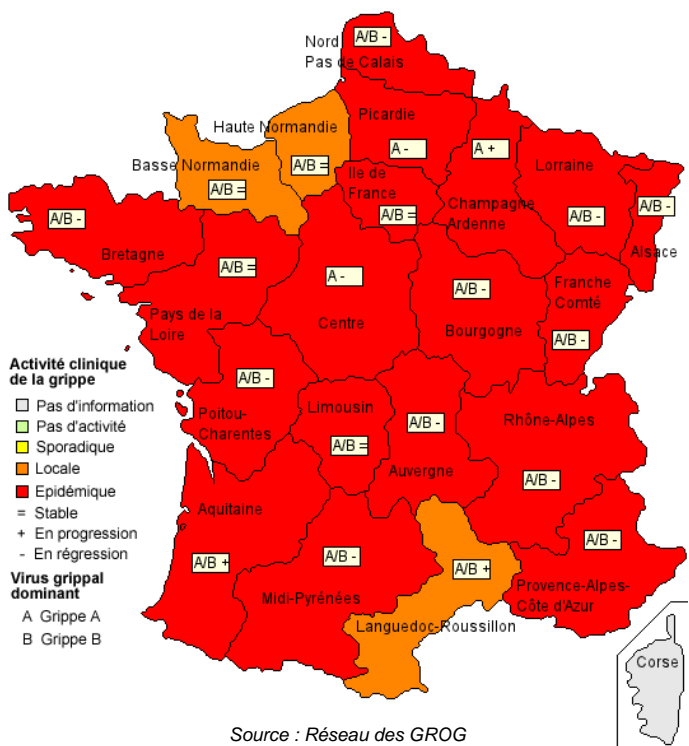 Nord
Pas de Calais
A/B -
Picardie
A -
Haute Normandie
A/B =
Basse Normandie
A/B =
A +
Champagne
Ardenne
Lorraine
A/B -
A/B -
Alsace
Ile de
France
A/B =
A/B -
Bretagne
A/B =
Pays de la
Loire
A -
Centre
A/B -
Bourgogne
Franche
Comté
A/B -
A/B -
Poitou-
Charentes
Limousin
A/B =
A/B -
Auvergne
Rhône-Alpes
A/B -
Aquitaine
A/B +
A/B -
Midi-Pyrénées
A/B +
Languedoc-Roussillon
A/B -
Provence-Alpes-
Côte d'Azur
Corse
Activité clinique
de la grippe
Pas d'information
Pas d'activité
Sporadique
Locale
Epidémique
= Stable
+ En progression
- En régression
Virus grippal
dominant
A Grippe A
B Grippe B
Source : Réseau des GROG